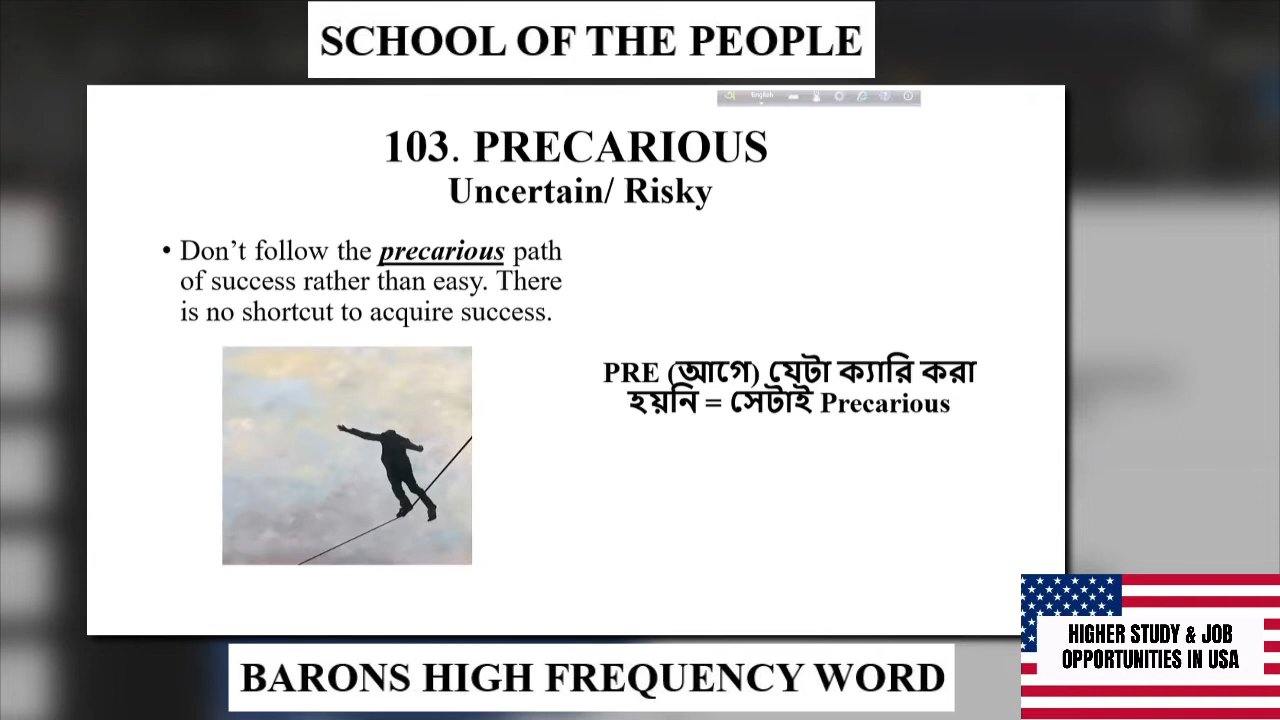 SCHOOL OF THE PEOPLE
English
103. PRECARIOUS
Uncertain/ Risky
• Don’t follow the precarious path
of success rather than easy. There
is no shortcut to acquire success.
PRE (আগে) যেটা ক্যারি করা
হয়নি = সেটাই Precarious
HIGHER STUDY & JOB
OPPORTUNITIES IN USA
BARONS HIGH FREQUENCY WORD